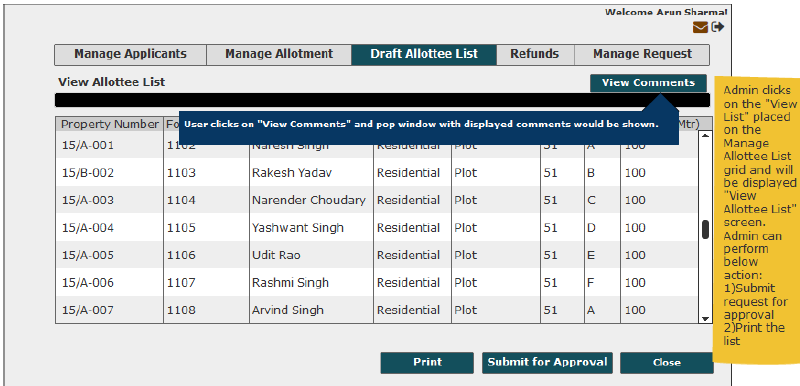 Welcome Arun Sharma!
Manage Applicants Manage Allotment Draft Allottee List Refunds Manage Request
View Allottee List View Comments
User clicks on "View Comments" and pop window with displayed comments would be shown.
Property Number Fo Mtr)
15/A-001 1102 Naresh Singh Residential Plot 51 A 100
15/B-002 1103 Rakesh Yadav Residential Plot 51 B 100
15/A-003 1104 Narender Choudary Residential Plot 51 C 100
15/A-004 1105 Yashwant Singh Residential Plot 51 D 100
15/A-005 1106 Udit Rao Residential Plot 51 E 100
15/A-006 1107 Rashmi Singh Residential Plot 51 F 100
15/A-007 1108 Arvind Singh Residential Plot 51 A 100
Print Submit for Approval Close
Admin clicks
on the "View
List" placed
on the
Manage
Allottee List
grid and will
be displayed
"View
Allottee List"
screen.
Admin can
perform
below
action:
1)Submit
request for
approval
2)Print the
list